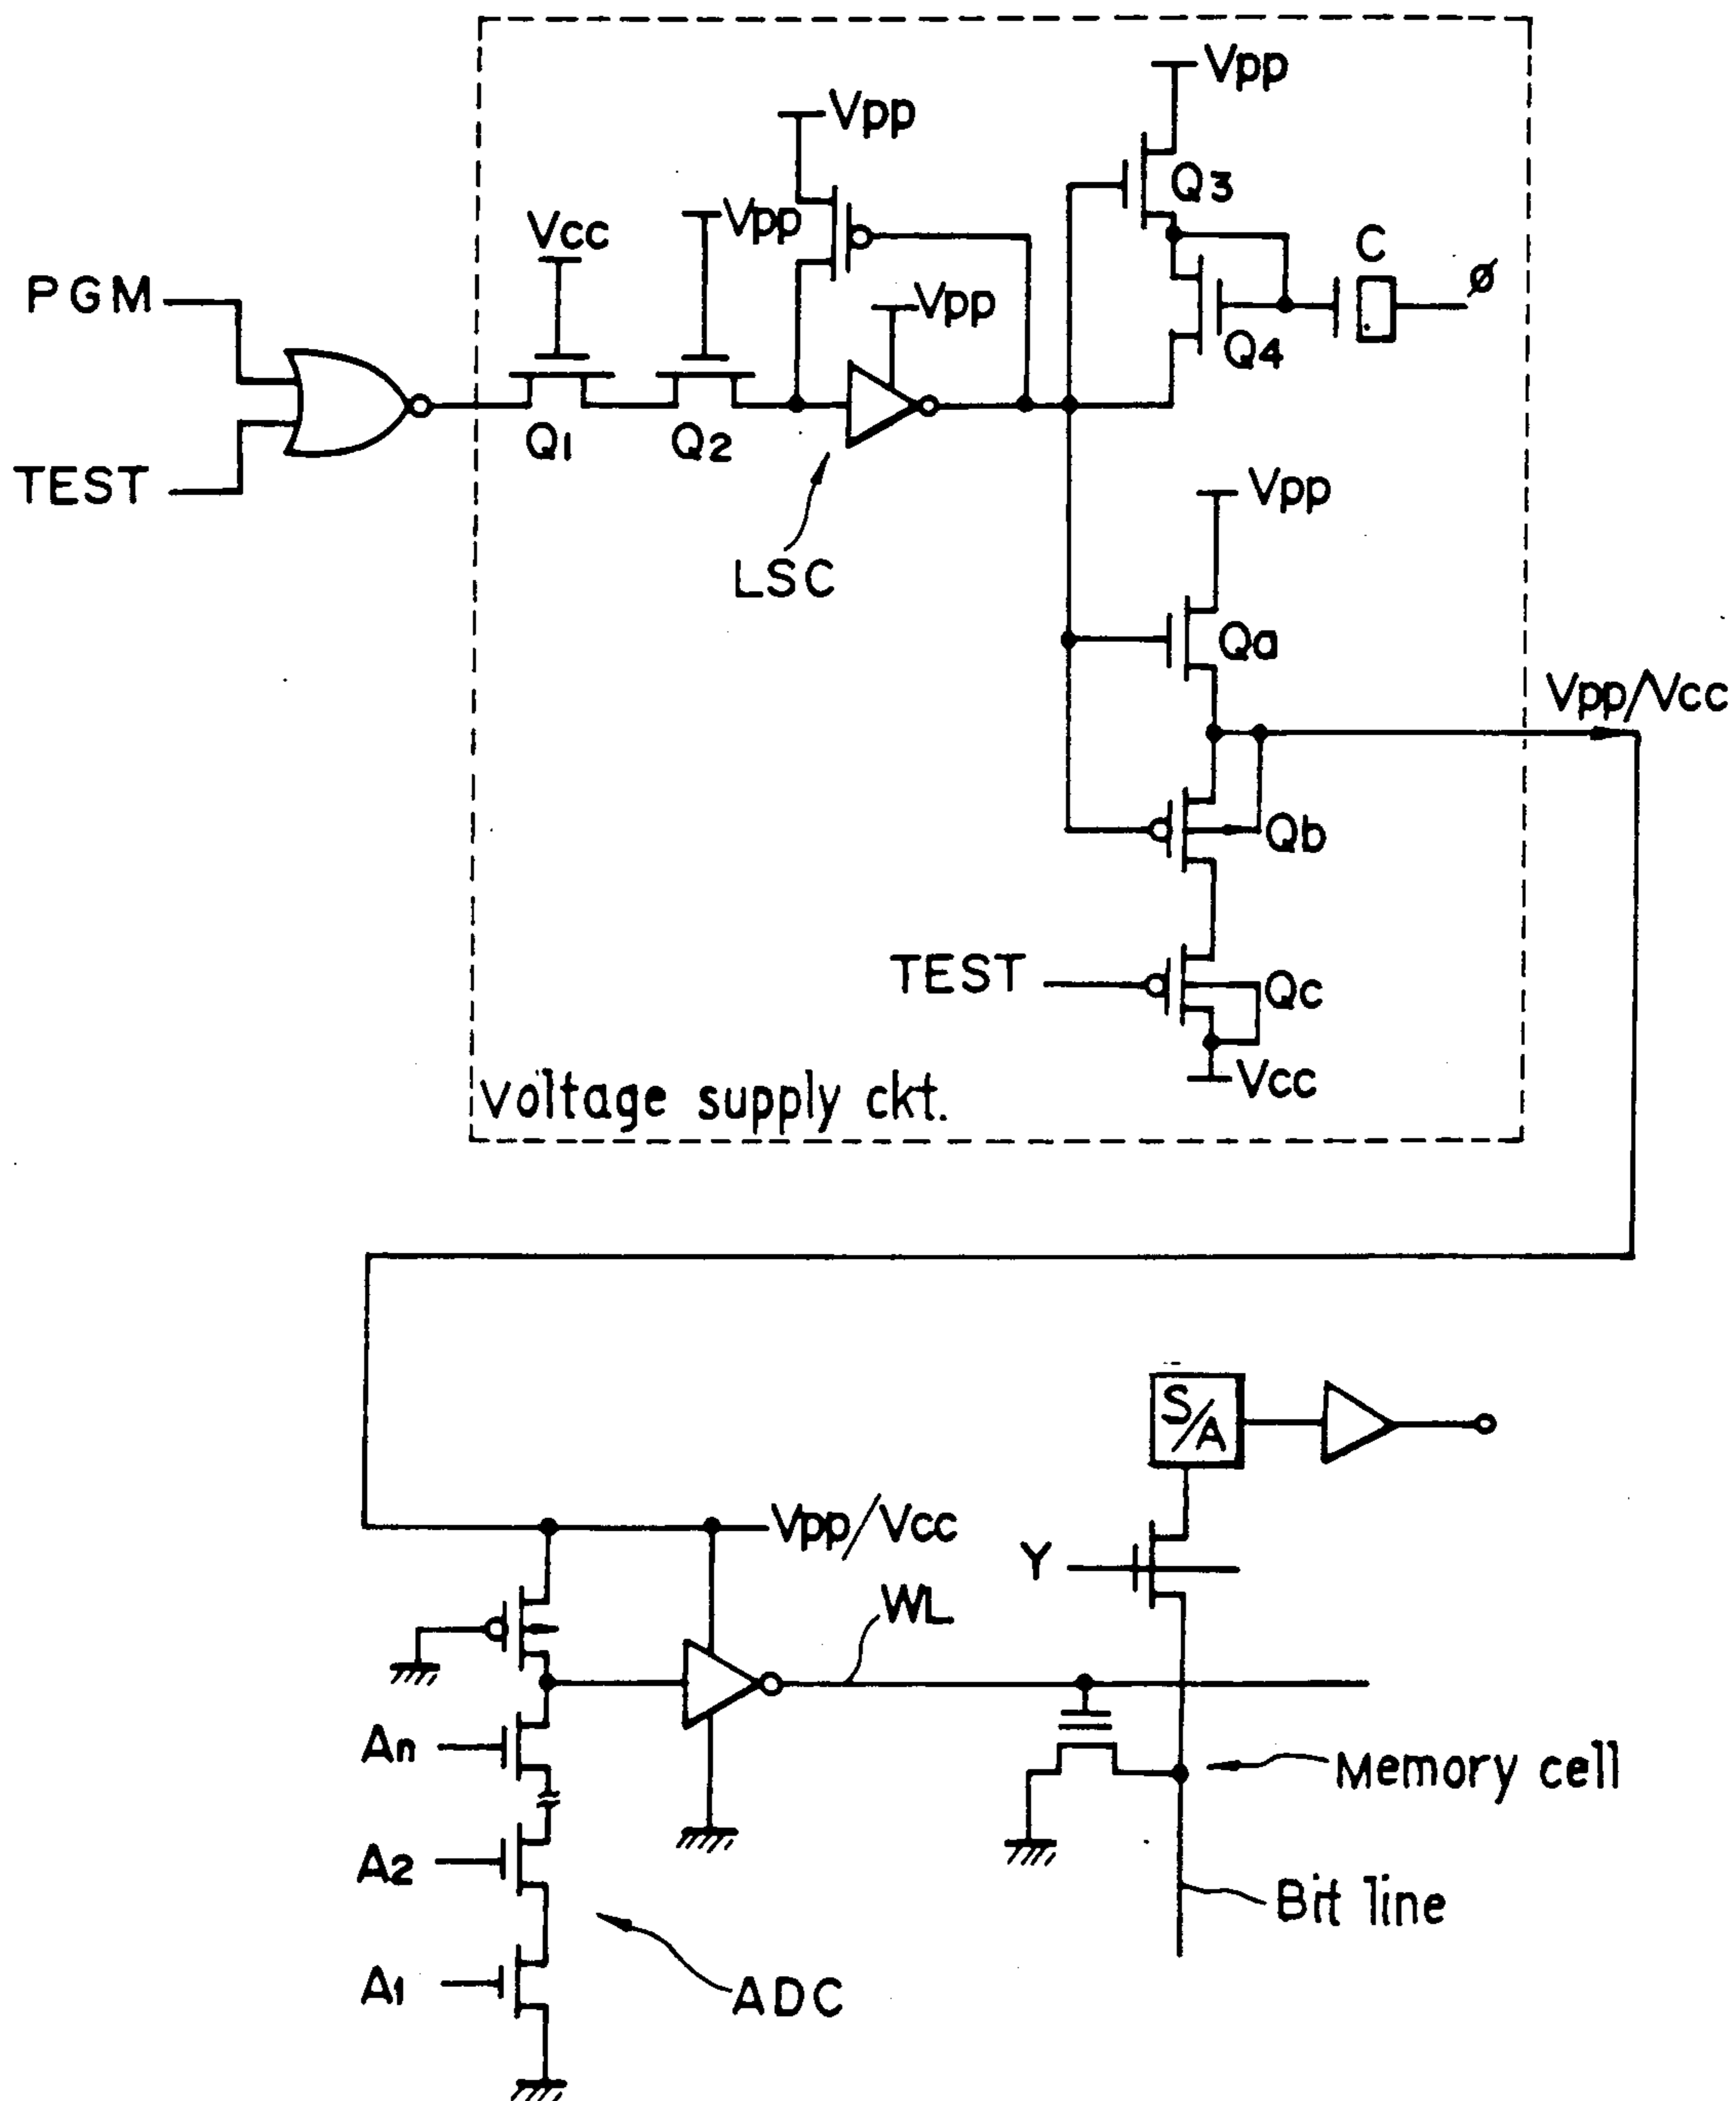 Vpp
Vpp
Q3
Vcc
Vpp
C
ø
PGM
Vpp
Q4
Q1
Q2
TEST
Vpp
LSC
Qa
Vpp/Vcc
Qb
TEST
Qc
Vcc
Voltage supply ckt.
S/A
Vpp/Vcc
Y
WL
An
Memory cell
A2
Bit line
A1
ADC